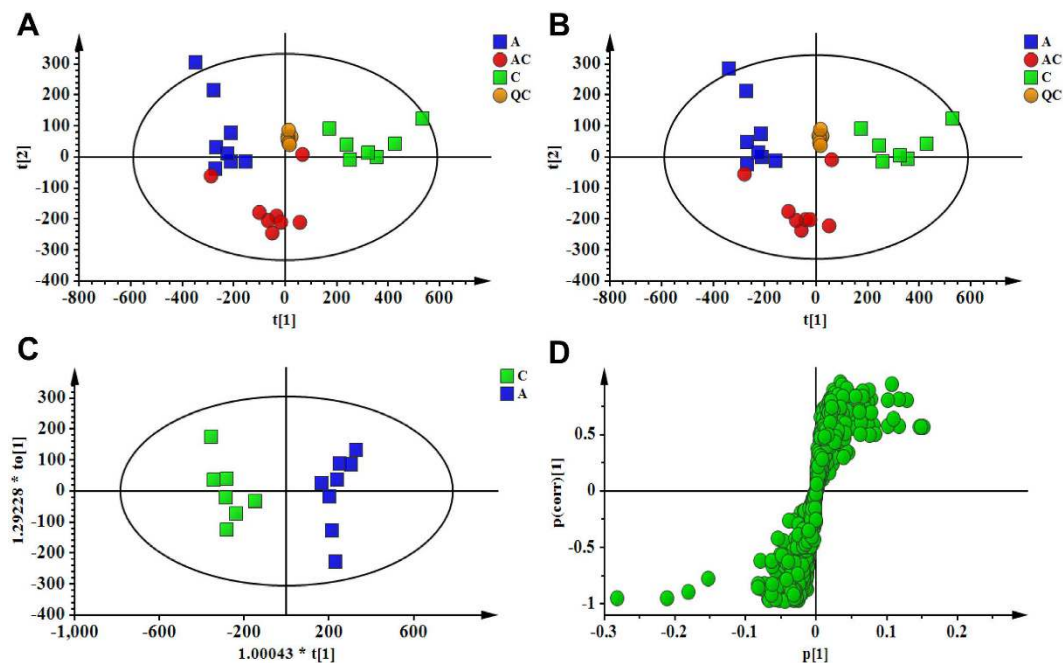 A
t[2]
300
200
100
0
-100
-200
-300
-400
-800
-600
-400
-200
0
200
400
600
t[1]
A
AC
C
QC
B
t[2]
300
200
100
0
-100
-200
-300
-400
-800
-600
-400
-200
0
200
400
600
t[1]
A
AC
C
QC
C
1.29228 * to[1]
300
200
100
0
-100
-200
-300
-400
-1,000
-600
-200
200
600
1.00043 * t[1]
C
A
D
p(corr)[1]
0.5
0
-0.5
-1
-0.3
-0.2
-0.1
0
0.1
0.2
p[1]